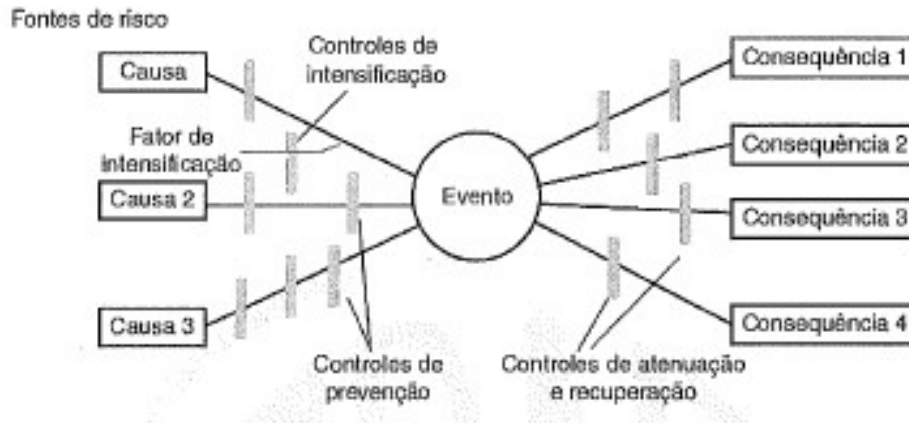 Fontes de risco
Causa
Controles de
intensificação
Fator de
intensificação
Causa 2
Causa 3
Evento
Controles de
prevenção
Consequência 1
Consequência 2
Consequência 3
Consequência 4
Controles de atenuação
e recuperação